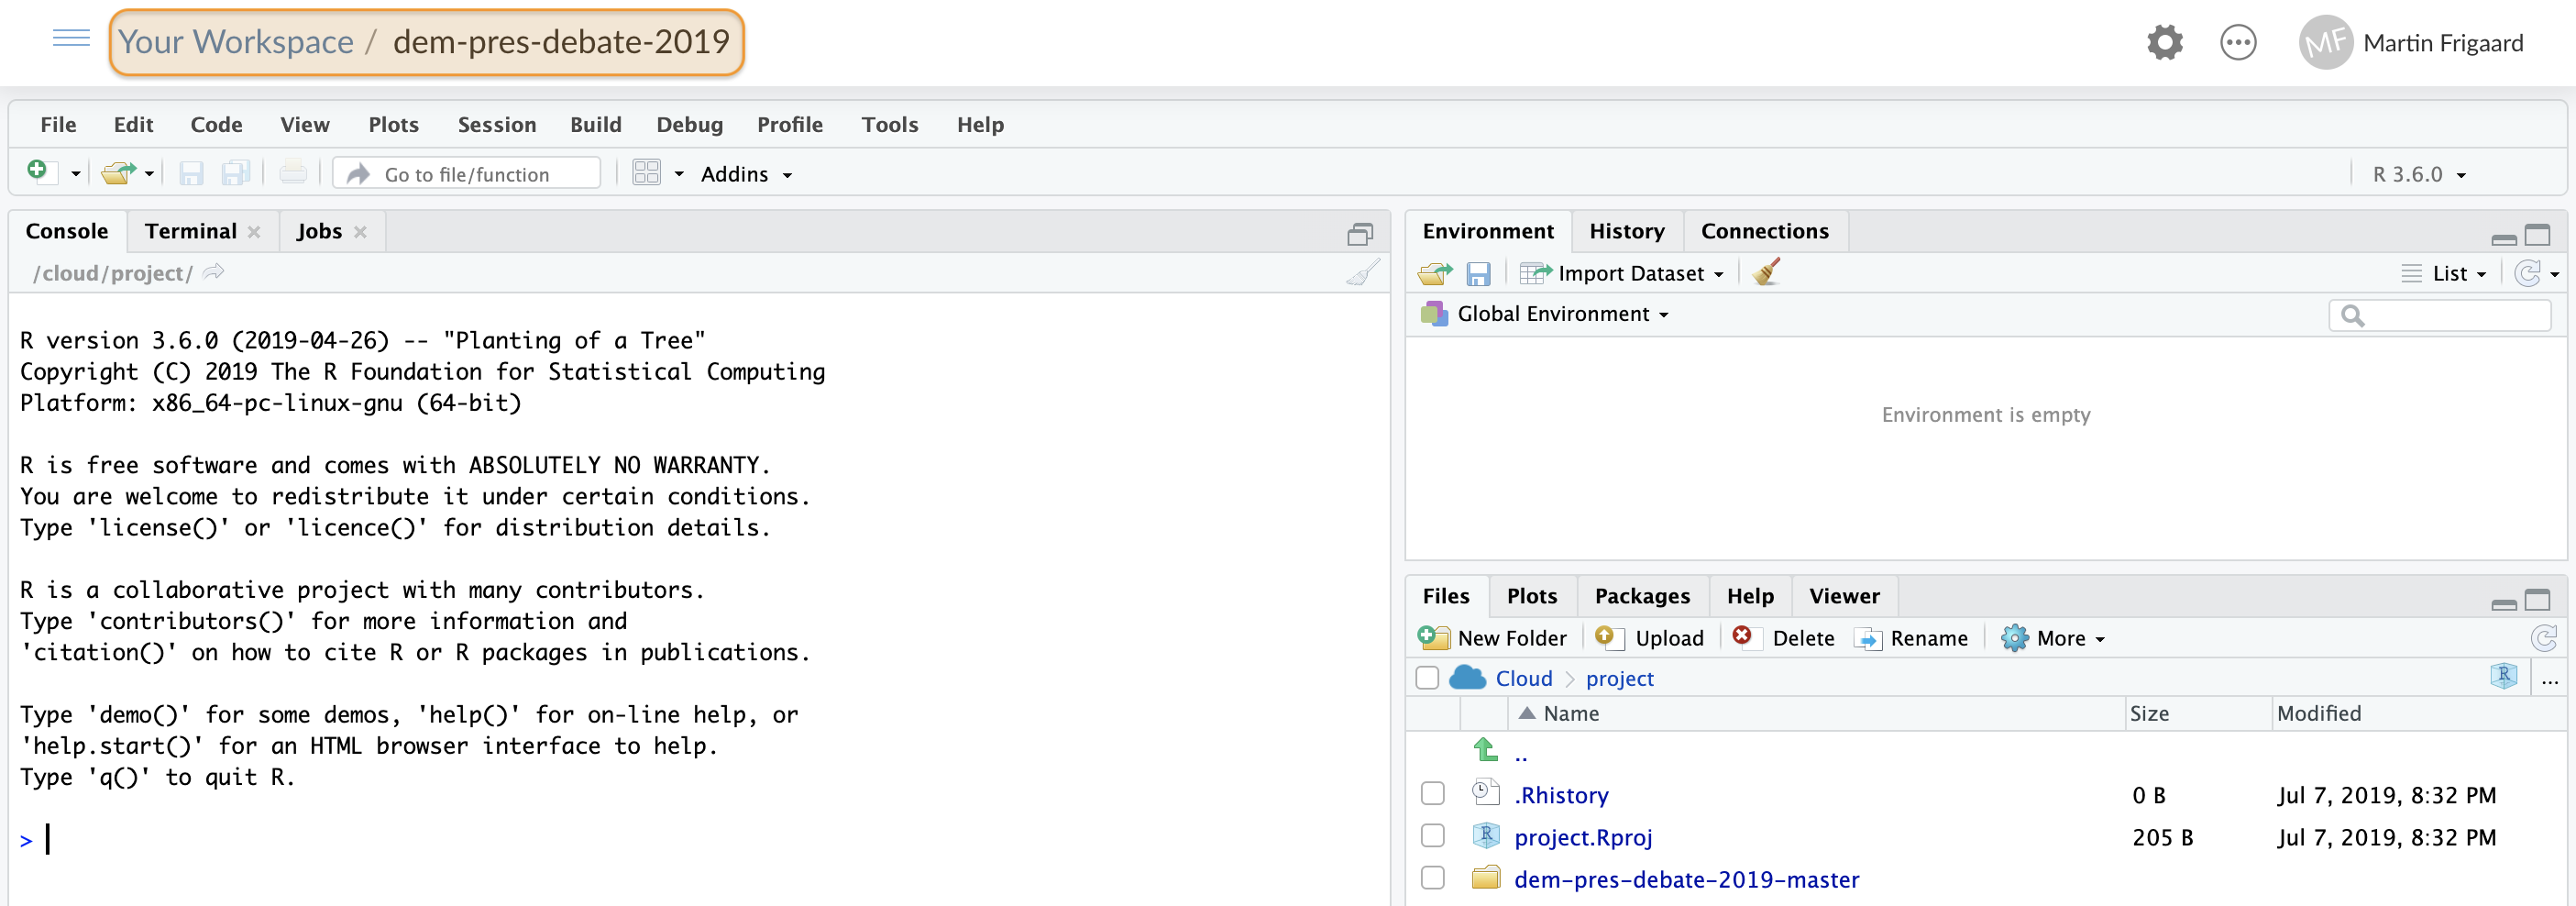 Your Workspace / dem-pres-debate-2019
MF Martin Frigaard
File Edit Code View Plots Session Build Debug Profile Tools Help
Go to file/function Addins R 3.6.0
Console Terminal Jobs
/cloud/project/
R version 3.6.0 (2019-04-26) -- "Planting of a Tree"
Copyright (C) 2019 The R Foundation for Statistical Computing
Platform: x86_64-pc-linux-gnu (64-bit)
R is free software and comes with ABSOLUTELY NO WARRANTY.
You are welcome to redistribute it under certain conditions.
Type 'license()' or 'licence()' for distribution details.
R is a collaborative project with many contributors.
Type 'contributors()' for more information and
'citation()' on how to cite R or R packages in publications.
Type 'demo()' for some demos, 'help()' for on-line help, or
'help.start()' for an HTML browser interface to help.
Type 'q()' to quit R.
>
Environment History Connections
Import Dataset List
Global Environment
Environment is empty
Files Plots Packages Help Viewer
New Folder Upload Delete Rename More
Cloud project R ...
Name Size Modified
..
.Rhistory 0 B Jul 7, 2019, 8:32 PM
R project.Rproj 205 B Jul 7, 2019, 8:32 PM
dem-pres-debate-2019-master